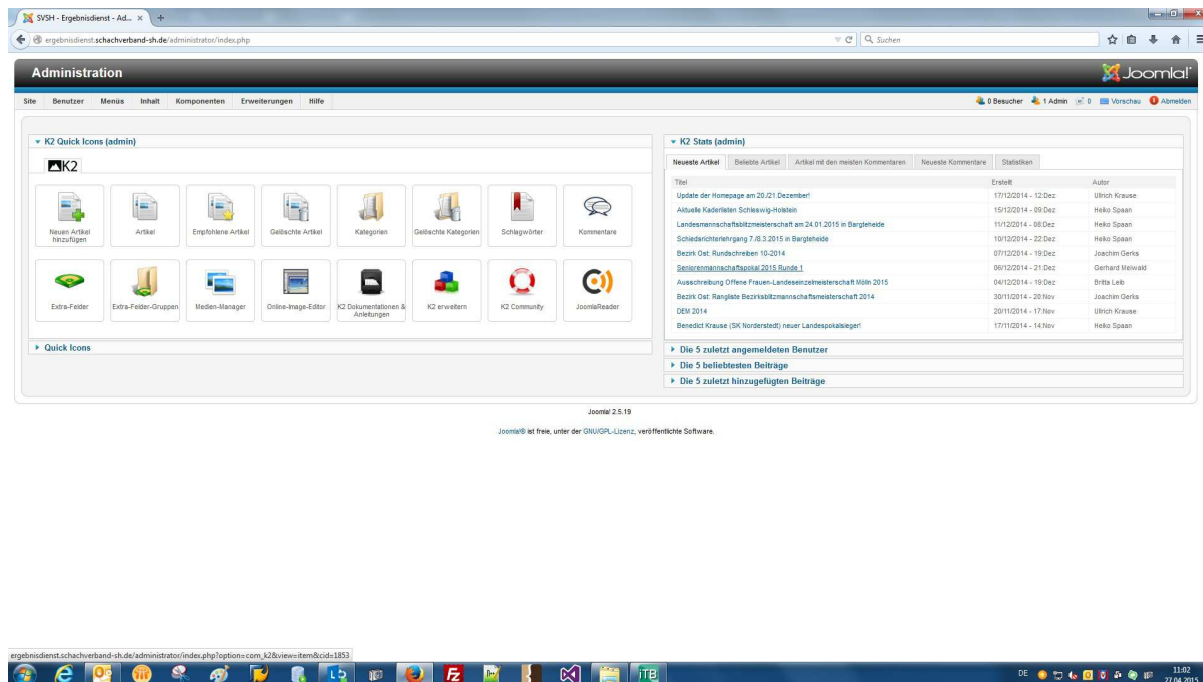 SVSH - Ergebnisdienst - Ad...
ergebnisdienst.schachverband-sh.de/administrator/index.php
Suchen
Administration
Joomla!
Site Benutzer Menüs Inhalt Komponenten Erweiterungen Hilfe
0 Besucher 1 Admin 0 Vorschau Abmelden
K2 Quick Icons (admin)
K2
Neuen Artikel hinzufügen
Artikel
Empfohlene Artikel
Gelöschte Artikel
Kategorien
Gelöschte Kategorien
Schlagwörter
Kommentare
Extra-Felder
Extra-Felder-Gruppen
Medien-Manager
Online-Image-Editor
K2 Dokumentationen & Anleitungen
K2 erweitern
K2 Community
JoomlaReader
Quick Icons
K2 Stats (admin)
Neueste Artikel Beliebte Artikel Artikel mit den meisten Kommentaren Neueste Kommentare Statistiken
Titel Erstellt Autor
Update der Homepage am 20./21.Dezember! 17/12/2014 - 12:Dez Ullrich Krause
Aktuelle Kaderlisten Schleswig-Holstein 15/12/2014 - 09:Dez Heiko Spaan
Landesmannschaftsblitzmeisterschaft am 24.01.2015 in Bargteheide 11/12/2014 - 08:Dez Heiko Spaan
Schiedsrichterlehrgang 7./8.3.2015 in Bargteheide 10/12/2014 - 22:Dez Heiko Spaan
Bezirk Ost: Rundschreiben 10-2014 07/12/2014 - 19:Dez Joachim Gerks
Seniorenmannschaftspokal 2015 Runde 1 06/12/2014 - 21:Dez Gerhard Meiwald
Ausschreibung Offene Frauen-Landeseinzelmeisterschaft Mölln 2015 04/12/2014 - 19:Dez Britta Leib
Bezirk Ost: Rangliste Bezirksblitzmannschaftsmeisterschaft 2014 30/11/2014 - 20:Nov Joachim Gerks
DEM 2014 20/11/2014 - 17:Nov Ullrich Krause
Benedict Krause (SK Norderstedt) neuer Landespokalsieger! 17/11/2014 - 14:Nov Heiko Spaan
Die 5 zuletzt angemeldeten Benutzer
Die 5 beliebtesten Beiträge
Die 5 zuletzt hinzugefügten Beiträge
Joomla! 2.5.19
Joomla!® ist freie, unter der GNU/GPL-Lizenz, veröffentlichte Software.
ergebnisdienst.schachverband-sh.de/administrator/index.php?option=com_k2&view=item&cid=1853
iTB
DE
11:02
27.04.2015